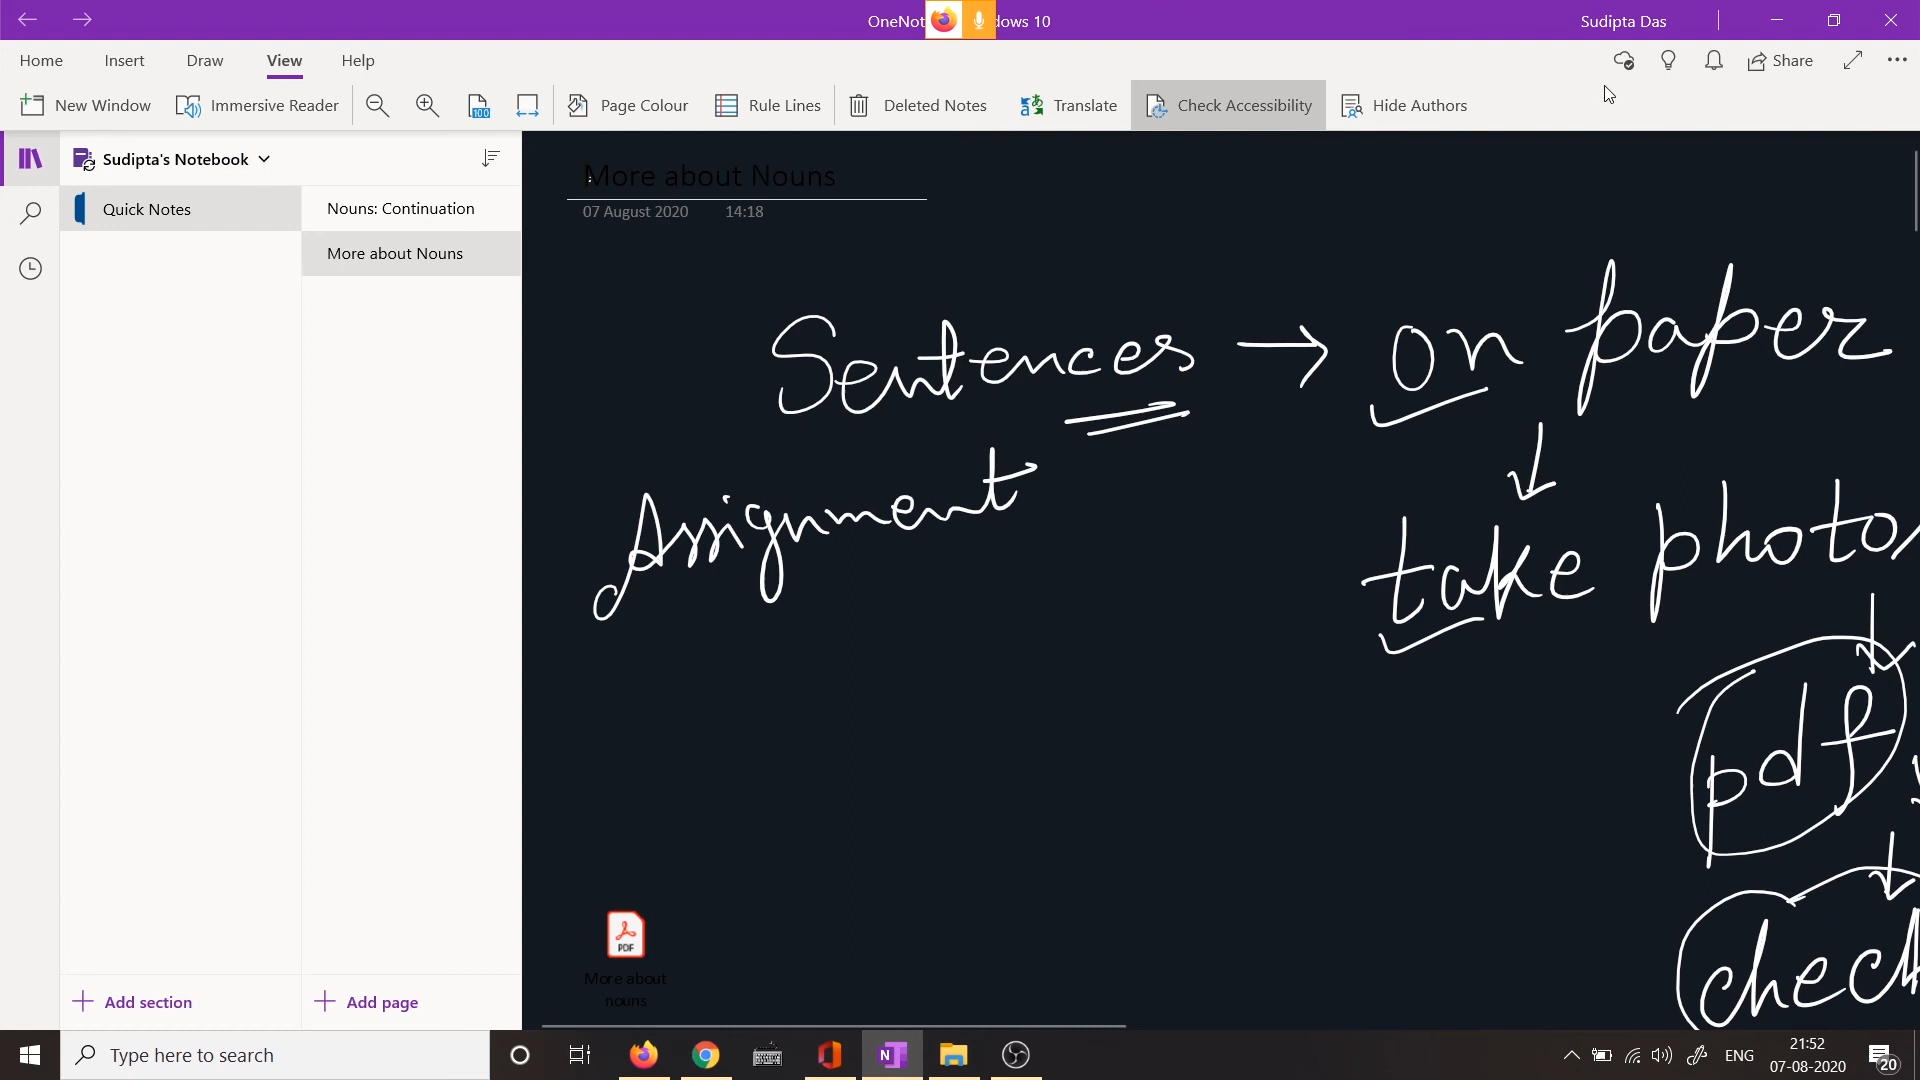 OneNot dows 10
Sudipta Das
Home Insert Draw View Help
Share
New Window Immersive Reader 100 Page Colour Rule Lines Deleted Notes Translate Check Accessibility Hide Authors
Sudipta's Notebook
Quick Notes
Nouns: Continuation
More about Nouns
More about Nouns
07 August 2020 14:18
Sentences → on paper
Assignment
↓
take photo
↓
pdf
↓
check
PDF
More about
nouns
+ Add section
+ Add page
Type here to search
N
ENG
21:52
07-08-2020
20